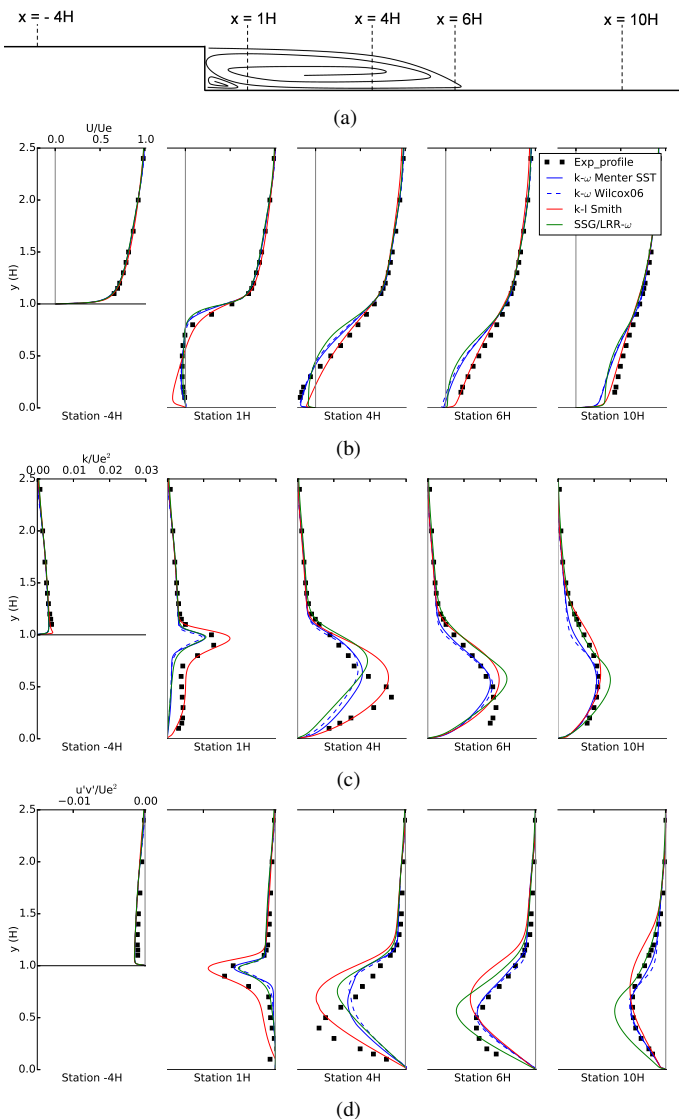 x = - 4H x = 1H x = 4H x = 6H x = 10H
(a)
U/Ue
0.0 0.5 1.0
2.5
2.0
1.5
1.0
0.5
0.0
y (H)
Exp_profile
k-ω Menter SST
k-ω Wilcox06
k-l Smith
SSG/LRR-ω
Station -4H Station 1H Station 4H Station 6H Station 10H
(b)
k/Ue²
0.00 0.01 0.02 0.03
2.5
2.0
1.5
1.0
0.5
0.0
y (H)
Station -4H Station 1H Station 4H Station 6H Station 10H
(c)
u'v'/Ue²
−0.01 0.00
2.5
2.0
1.5
1.0
0.5
0.0
y (H)
Station -4H Station 1H Station 4H Station 6H Station 10H
(d)